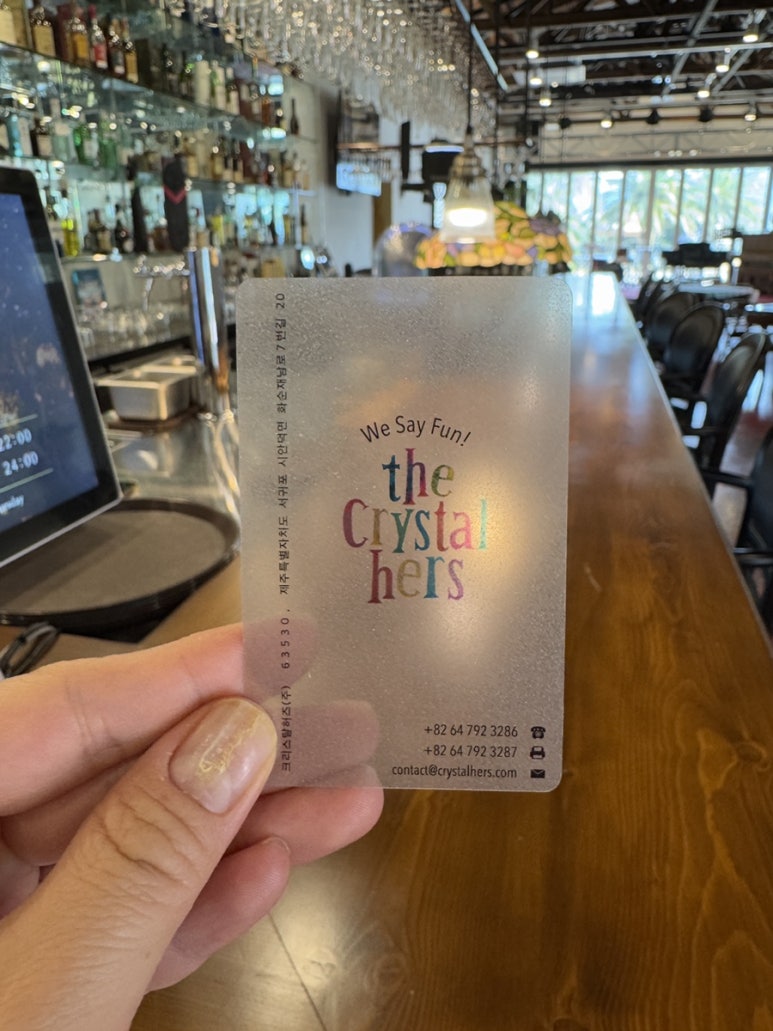 We Say Fun!
the
Crystal
hers
+82 64 792 3286
+82 64 792 3287
contact@crystalhers.com
크리스탈허즈(주) 63530, 제주특별자치도 서귀포 시안덕면 화순재남로7번길 20
22:00
24:00